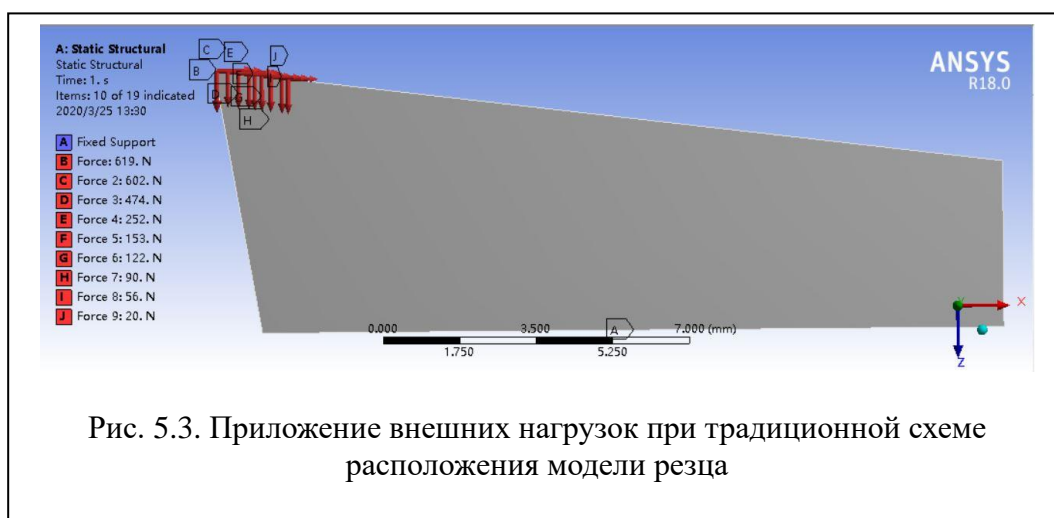 A: Static Structural
Static Structural
Time: 1. s
Items: 10 of 19 indicated
2020/3/25 13:30
A Fixed Support
B Force: 619. N
C Force 2: 602. N
D Force 3: 474. N
E Force 4: 252. N
F Force 5: 153. N
G Force 6: 122. N
H Force 7: 90. N
I Force 8: 56. N
J Force 9: 20. N
C E J
B
D G
H
ANSYS
R18.0
A
0.000 3.500 7.000 (mm)
1.750 5.250
X
Z
Рис. 5.3. Приложение внешних нагрузок при традиционной схеме
расположения модели резца